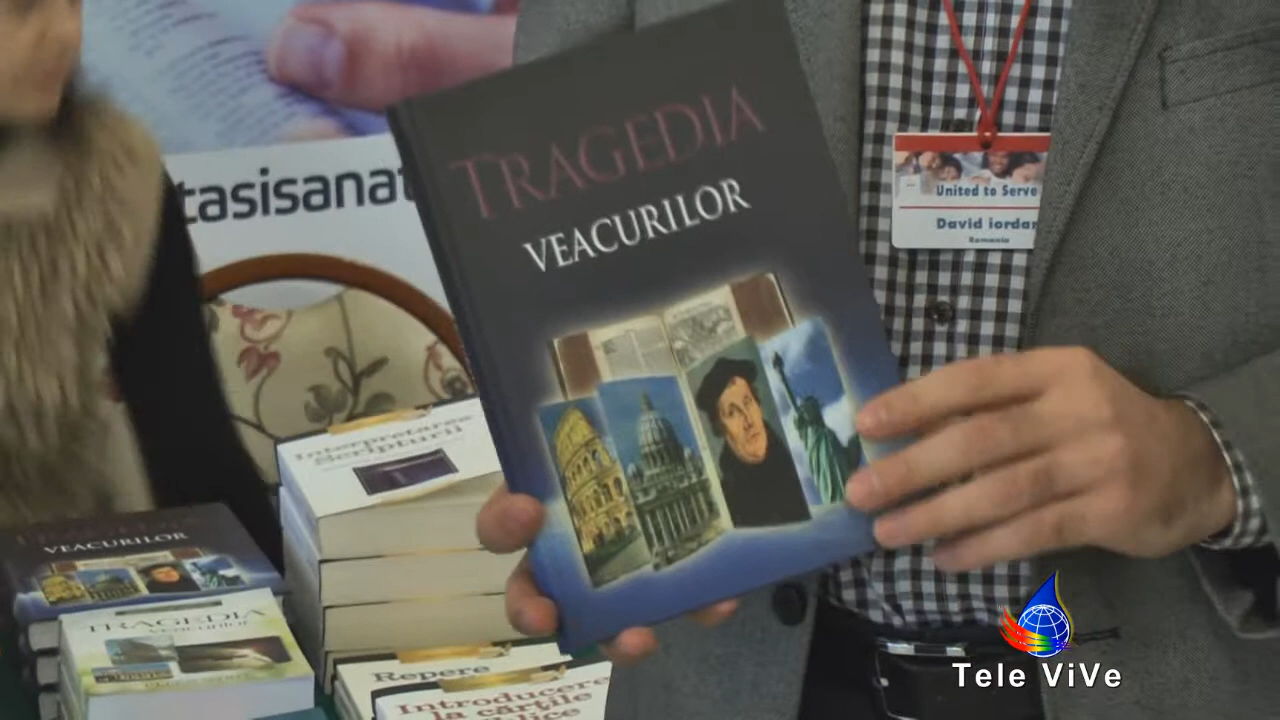 tasisanat
TRAGEDIA
VEACURILOR
United to Serve
David iordan
Romania
Interpretarea
Scripturii
VEACURILOR
TRAGEDIA
VEACURILOR
Repere
Introducere
la cărțile
Tele ViVe